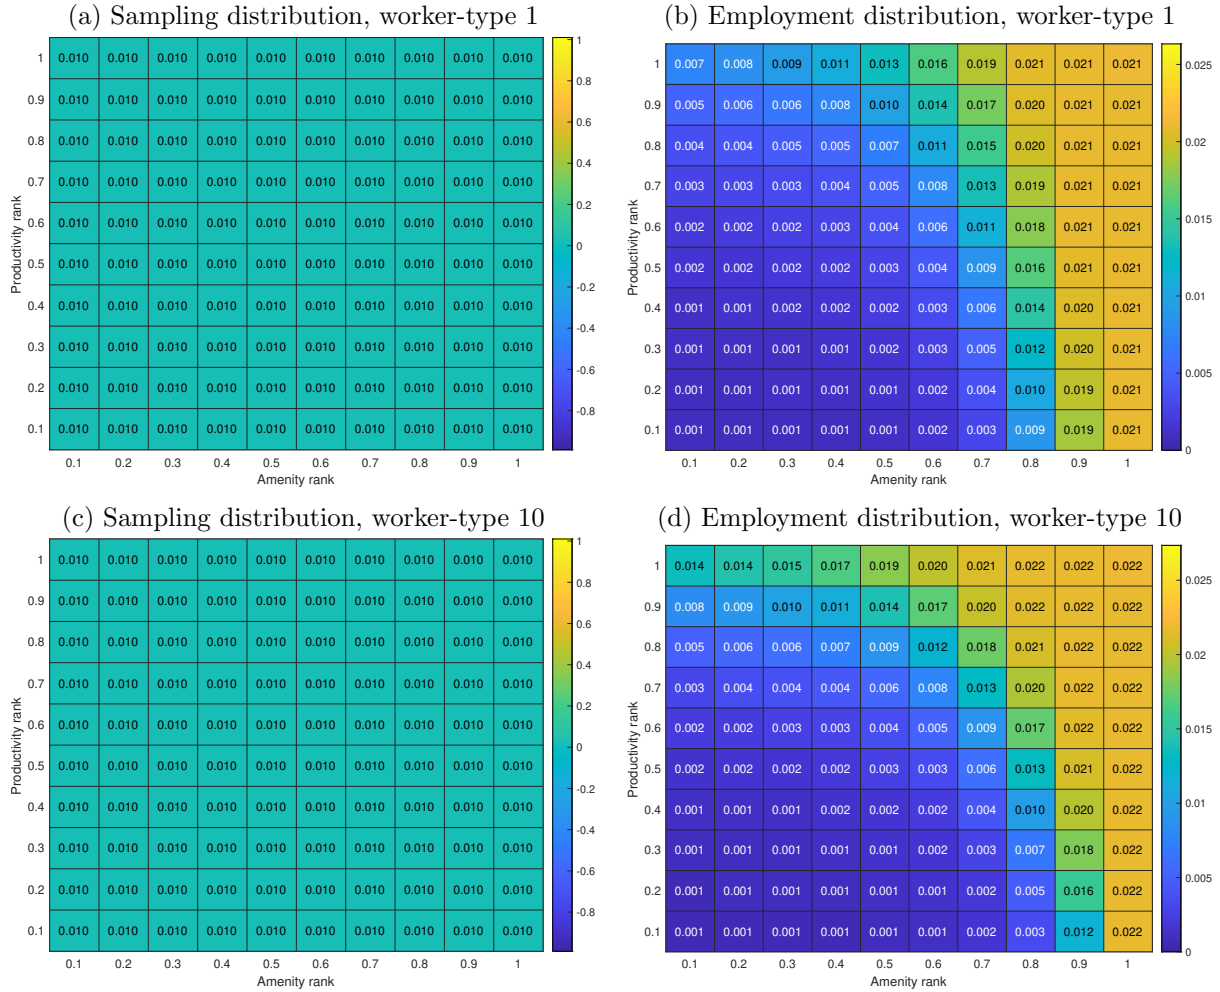 (a) Sampling distribution, worker-type 1
(b) Employment distribution, worker-type 1
1 0.010 0.010 0.010 0.010 0.010 0.010 0.010 0.010 0.010 0.010
0.9 0.010 0.010 0.010 0.010 0.010 0.010 0.010 0.010 0.010 0.010
0.8 0.010 0.010 0.010 0.010 0.010 0.010 0.010 0.010 0.010 0.010
0.7 0.010 0.010 0.010 0.010 0.010 0.010 0.010 0.010 0.010 0.010
0.6 0.010 0.010 0.010 0.010 0.010 0.010 0.010 0.010 0.010 0.010
0.5 0.010 0.010 0.010 0.010 0.010 0.010 0.010 0.010 0.010 0.010
0.4 0.010 0.010 0.010 0.010 0.010 0.010 0.010 0.010 0.010 0.010
0.3 0.010 0.010 0.010 0.010 0.010 0.010 0.010 0.010 0.010 0.010
0.2 0.010 0.010 0.010 0.010 0.010 0.010 0.010 0.010 0.010 0.010
0.1 0.010 0.010 0.010 0.010 0.010 0.010 0.010 0.010 0.010 0.010
0.1 0.2 0.3 0.4 0.5 0.6 0.7 0.8 0.9 1
Amenity rank
Productivity rank
1
0.8
0.6
0.4
0.2
0
-0.2
-0.4
-0.6
-0.8
1 0.007 0.008 0.009 0.011 0.013 0.016 0.019 0.021 0.021 0.021
0.9 0.005 0.006 0.006 0.008 0.010 0.014 0.017 0.020 0.021 0.021
0.8 0.004 0.004 0.005 0.005 0.007 0.011 0.015 0.020 0.021 0.021
0.7 0.003 0.003 0.003 0.004 0.005 0.008 0.013 0.019 0.021 0.021
0.6 0.002 0.002 0.002 0.003 0.004 0.006 0.011 0.018 0.021 0.021
0.5 0.002 0.002 0.002 0.002 0.003 0.004 0.009 0.016 0.021 0.021
0.4 0.001 0.001 0.002 0.002 0.002 0.003 0.006 0.014 0.020 0.021
0.3 0.001 0.001 0.001 0.001 0.002 0.003 0.005 0.012 0.020 0.021
0.2 0.001 0.001 0.001 0.001 0.001 0.002 0.004 0.010 0.019 0.021
0.1 0.001 0.001 0.001 0.001 0.001 0.002 0.003 0.009 0.019 0.021
0.1 0.2 0.3 0.4 0.5 0.6 0.7 0.8 0.9 1
Amenity rank
Productivity rank
0.025
0.02
0.015
0.01
0.005
0
(c) Sampling distribution, worker-type 10
(d) Employment distribution, worker-type 10
1 0.010 0.010 0.010 0.010 0.010 0.010 0.010 0.010 0.010 0.010
0.9 0.010 0.010 0.010 0.010 0.010 0.010 0.010 0.010 0.010 0.010
0.8 0.010 0.010 0.010 0.010 0.010 0.010 0.010 0.010 0.010 0.010
0.7 0.010 0.010 0.010 0.010 0.010 0.010 0.010 0.010 0.010 0.010
0.6 0.010 0.010 0.010 0.010 0.010 0.010 0.010 0.010 0.010 0.010
0.5 0.010 0.010 0.010 0.010 0.010 0.010 0.010 0.010 0.010 0.010
0.4 0.010 0.010 0.010 0.010 0.010 0.010 0.010 0.010 0.010 0.010
0.3 0.010 0.010 0.010 0.010 0.010 0.010 0.010 0.010 0.010 0.010
0.2 0.010 0.010 0.010 0.010 0.010 0.010 0.010 0.010 0.010 0.010
0.1 0.010 0.010 0.010 0.010 0.010 0.010 0.010 0.010 0.010 0.010
0.1 0.2 0.3 0.4 0.5 0.6 0.7 0.8 0.9 1
Amenity rank
Productivity rank
1
0.8
0.6
0.4
0.2
0
-0.2
-0.4
-0.6
-0.8
1 0.014 0.014 0.015 0.017 0.019 0.020 0.021 0.022 0.022 0.022
0.9 0.008 0.009 0.010 0.011 0.014 0.017 0.020 0.022 0.022 0.022
0.8 0.005 0.006 0.006 0.007 0.009 0.012 0.018 0.021 0.022 0.022
0.7 0.003 0.004 0.004 0.004 0.006 0.008 0.013 0.020 0.022 0.022
0.6 0.002 0.002 0.003 0.003 0.004 0.005 0.009 0.017 0.022 0.022
0.5 0.002 0.002 0.002 0.002 0.003 0.003 0.006 0.013 0.021 0.022
0.4 0.001 0.001 0.001 0.002 0.002 0.002 0.004 0.010 0.020 0.022
0.3 0.001 0.001 0.001 0.001 0.001 0.002 0.003 0.007 0.018 0.022
0.2 0.001 0.001 0.001 0.001 0.001 0.001 0.002 0.005 0.016 0.022
0.1 0.001 0.001 0.001 0.001 0.001 0.001 0.002 0.003 0.012 0.022
0.1 0.2 0.3 0.4 0.5 0.6 0.7 0.8 0.9 1
Amenity rank
Productivity rank
0.025
0.02
0.015
0.01
0.005
0